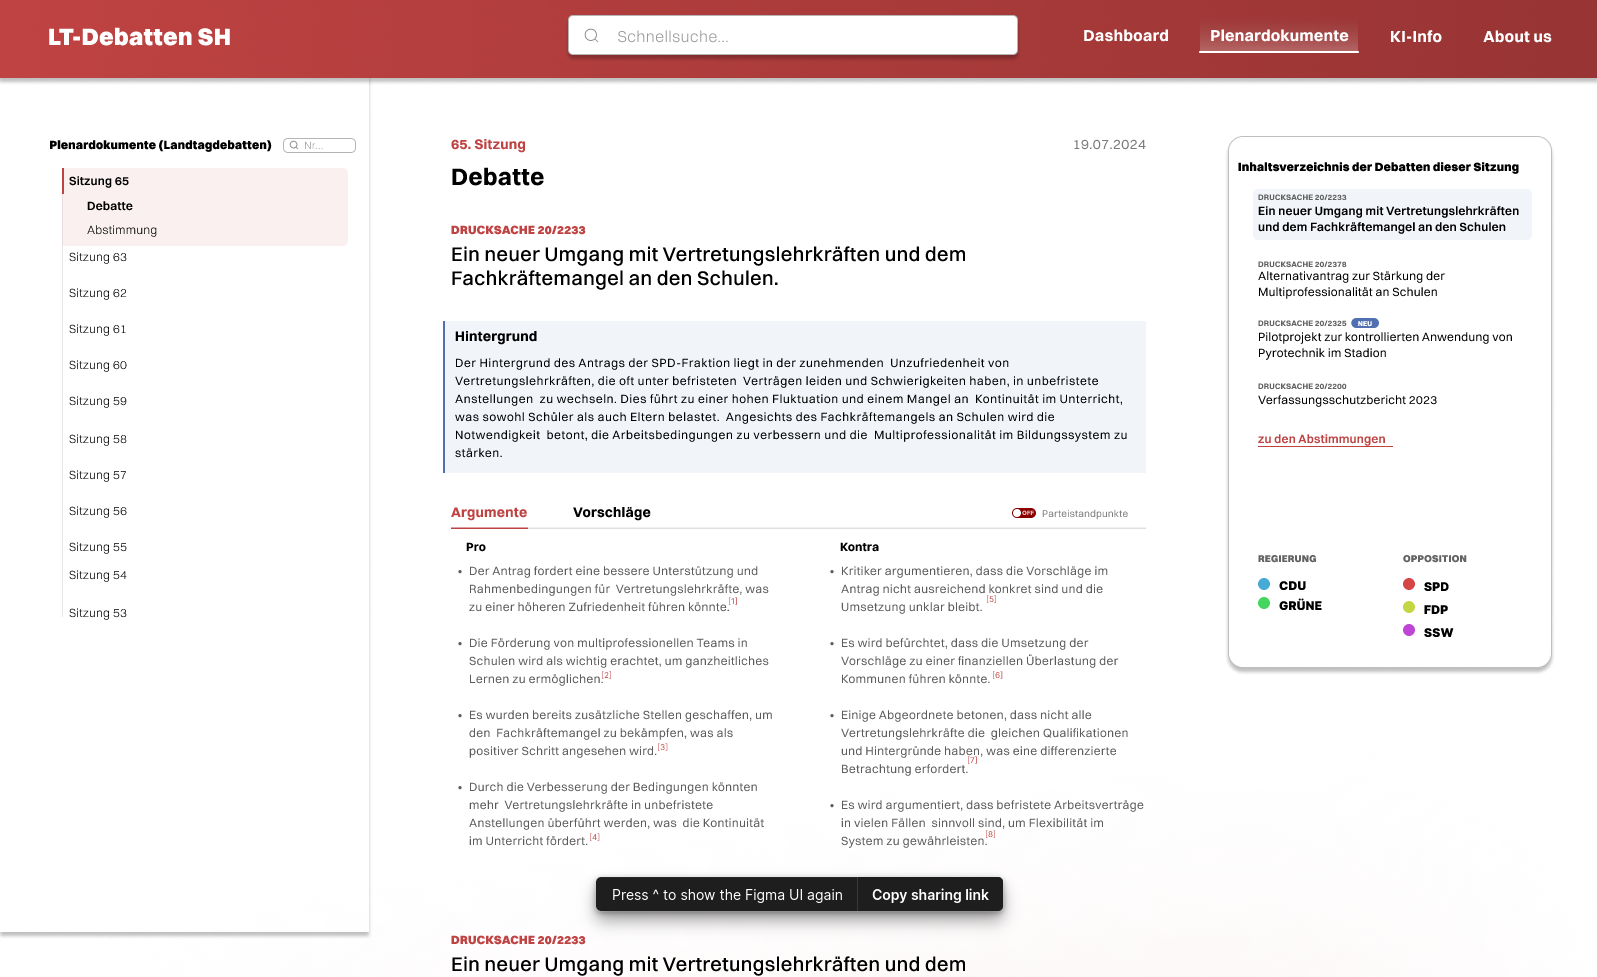 LT-Debatten SH
Schnellsuche...
Dashboard
Plenardokumente
KI-Info
About us
Plenardokumente (Landtagdebatten)
Nr...
Sitzung 65
Debatte
Abstimmung
Sitzung 63
Sitzung 62
Sitzung 61
Sitzung 60
Sitzung 59
Sitzung 58
Sitzung 57
Sitzung 56
Sitzung 55
Sitzung 54
Sitzung 53
65. Sitzung
19.07.2024
Debatte
DRUCKSACHE 20/2233
Ein neuer Umgang mit Vertretungslehrkräften und dem
Fachkräftemangel an den Schulen.
Hintergrund
Der Hintergrund des Antrags der SPD-Fraktion liegt in der zunehmenden Unzufriedenheit von
Vertretungslehrkräften, die oft unter befristeten Verträgen leiden und Schwierigkeiten haben, in unbefristete
Anstellungen zu wechseln. Dies führt zu einer hohen Fluktuation und einem Mangel an Kontinuität im Unterricht,
was sowohl Schüler als auch Eltern belastet. Angesichts des Fachkräftemangels an Schulen wird die
Notwendigkeit betont, die Arbeitsbedingungen zu verbessern und die Multiprofessionalität im Bildungssystem zu
stärken.
Argumente
Vorschläge
OFF
Parteistandpunkte
Pro
Der Antrag fordert eine bessere Unterstützung und
Rahmenbedingungen für Vertretungslehrkräfte, was
zu einer höheren Zufriedenheit führen könnte.[1]
Die Förderung von multiprofessionellen Teams in
Schulen wird als wichtig erachtet, um ganzheitliches
Lernen zu ermöglichen.[2]
Es wurden bereits zusätzliche Stellen geschaffen, um
den Fachkräftemangel zu bekämpfen, was als
positiver Schritt angesehen wird.[3]
Durch die Verbesserung der Bedingungen könnten
mehr Vertretungslehrkräfte in unbefristete
Anstellungen überführt werden, was die Kontinuität
im Unterricht fördert.[4]
Kontra
Kritiker argumentieren, dass die Vorschläge im
Antrag nicht ausreichend konkret sind und die
Umsetzung unklar bleibt. [5]
Es wird befürchtet, dass die Umsetzung der
Vorschläge zu einer finanziellen Überlastung der
Kommunen führen könnte. [6]
Einige Abgeordnete betonen, dass nicht alle
Vertretungslehrkräfte die gleichen Qualifikationen
und Hintergründe haben, was eine differenzierte
Betrachtung erfordert.[7]
Es wird argumentiert, dass befristete Arbeitsverträge
in vielen Fällen sinnvoll sind, um Flexibilität im
System zu gewährleisten.[8]
Press ^ to show the Figma UI again
Copy sharing link
DRUCKSACHE 20/2233
Ein neuer Umgang mit Vertretungslehrkräften und dem
Inhaltsverzeichnis der Debatten dieser Sitzung
DRUCKSACHE 20/2233
Ein neuer Umgang mit Vertretungslehrkräften
und dem Fachkräftemangel an den Schulen
DRUCKSACHE 20/2378
Alternativantrag zur Stärkung der
Multiprofessionalität an Schulen
DRUCKSACHE 20/2325 NEU
Pilotprojekt zur kontrollierten Anwendung von
Pyrotechnik im Stadion
DRUCKSACHE 20/2200
Verfassungsschutzbericht 2023
zu den Abstimmungen
REGIERUNG
CDU
GRÜNE
OPPOSITION
SPD
FDP
SSW